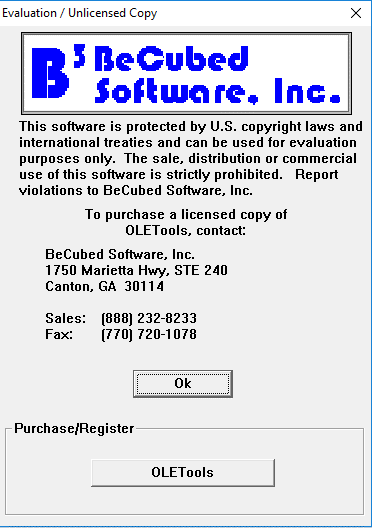 Evaluation / Unlicensed Copy
B3 BeCubed
Software, Inc.
This software is protected by U.S. copyright laws and
international treaties and can be used for evaluation
purposes only.  The sale, distribution or commercial
use of this software is strictly prohibited.   Report
violations to BeCubed Software, Inc.
To purchase a licensed copy of
OLETools, contact:
BeCubed Software, Inc.
1750 Marietta Hwy, STE 240
Canton, GA  30114
Sales:   (888) 232-8233
Fax:     (770) 720-1078
Ok
Purchase/Register
OLETools